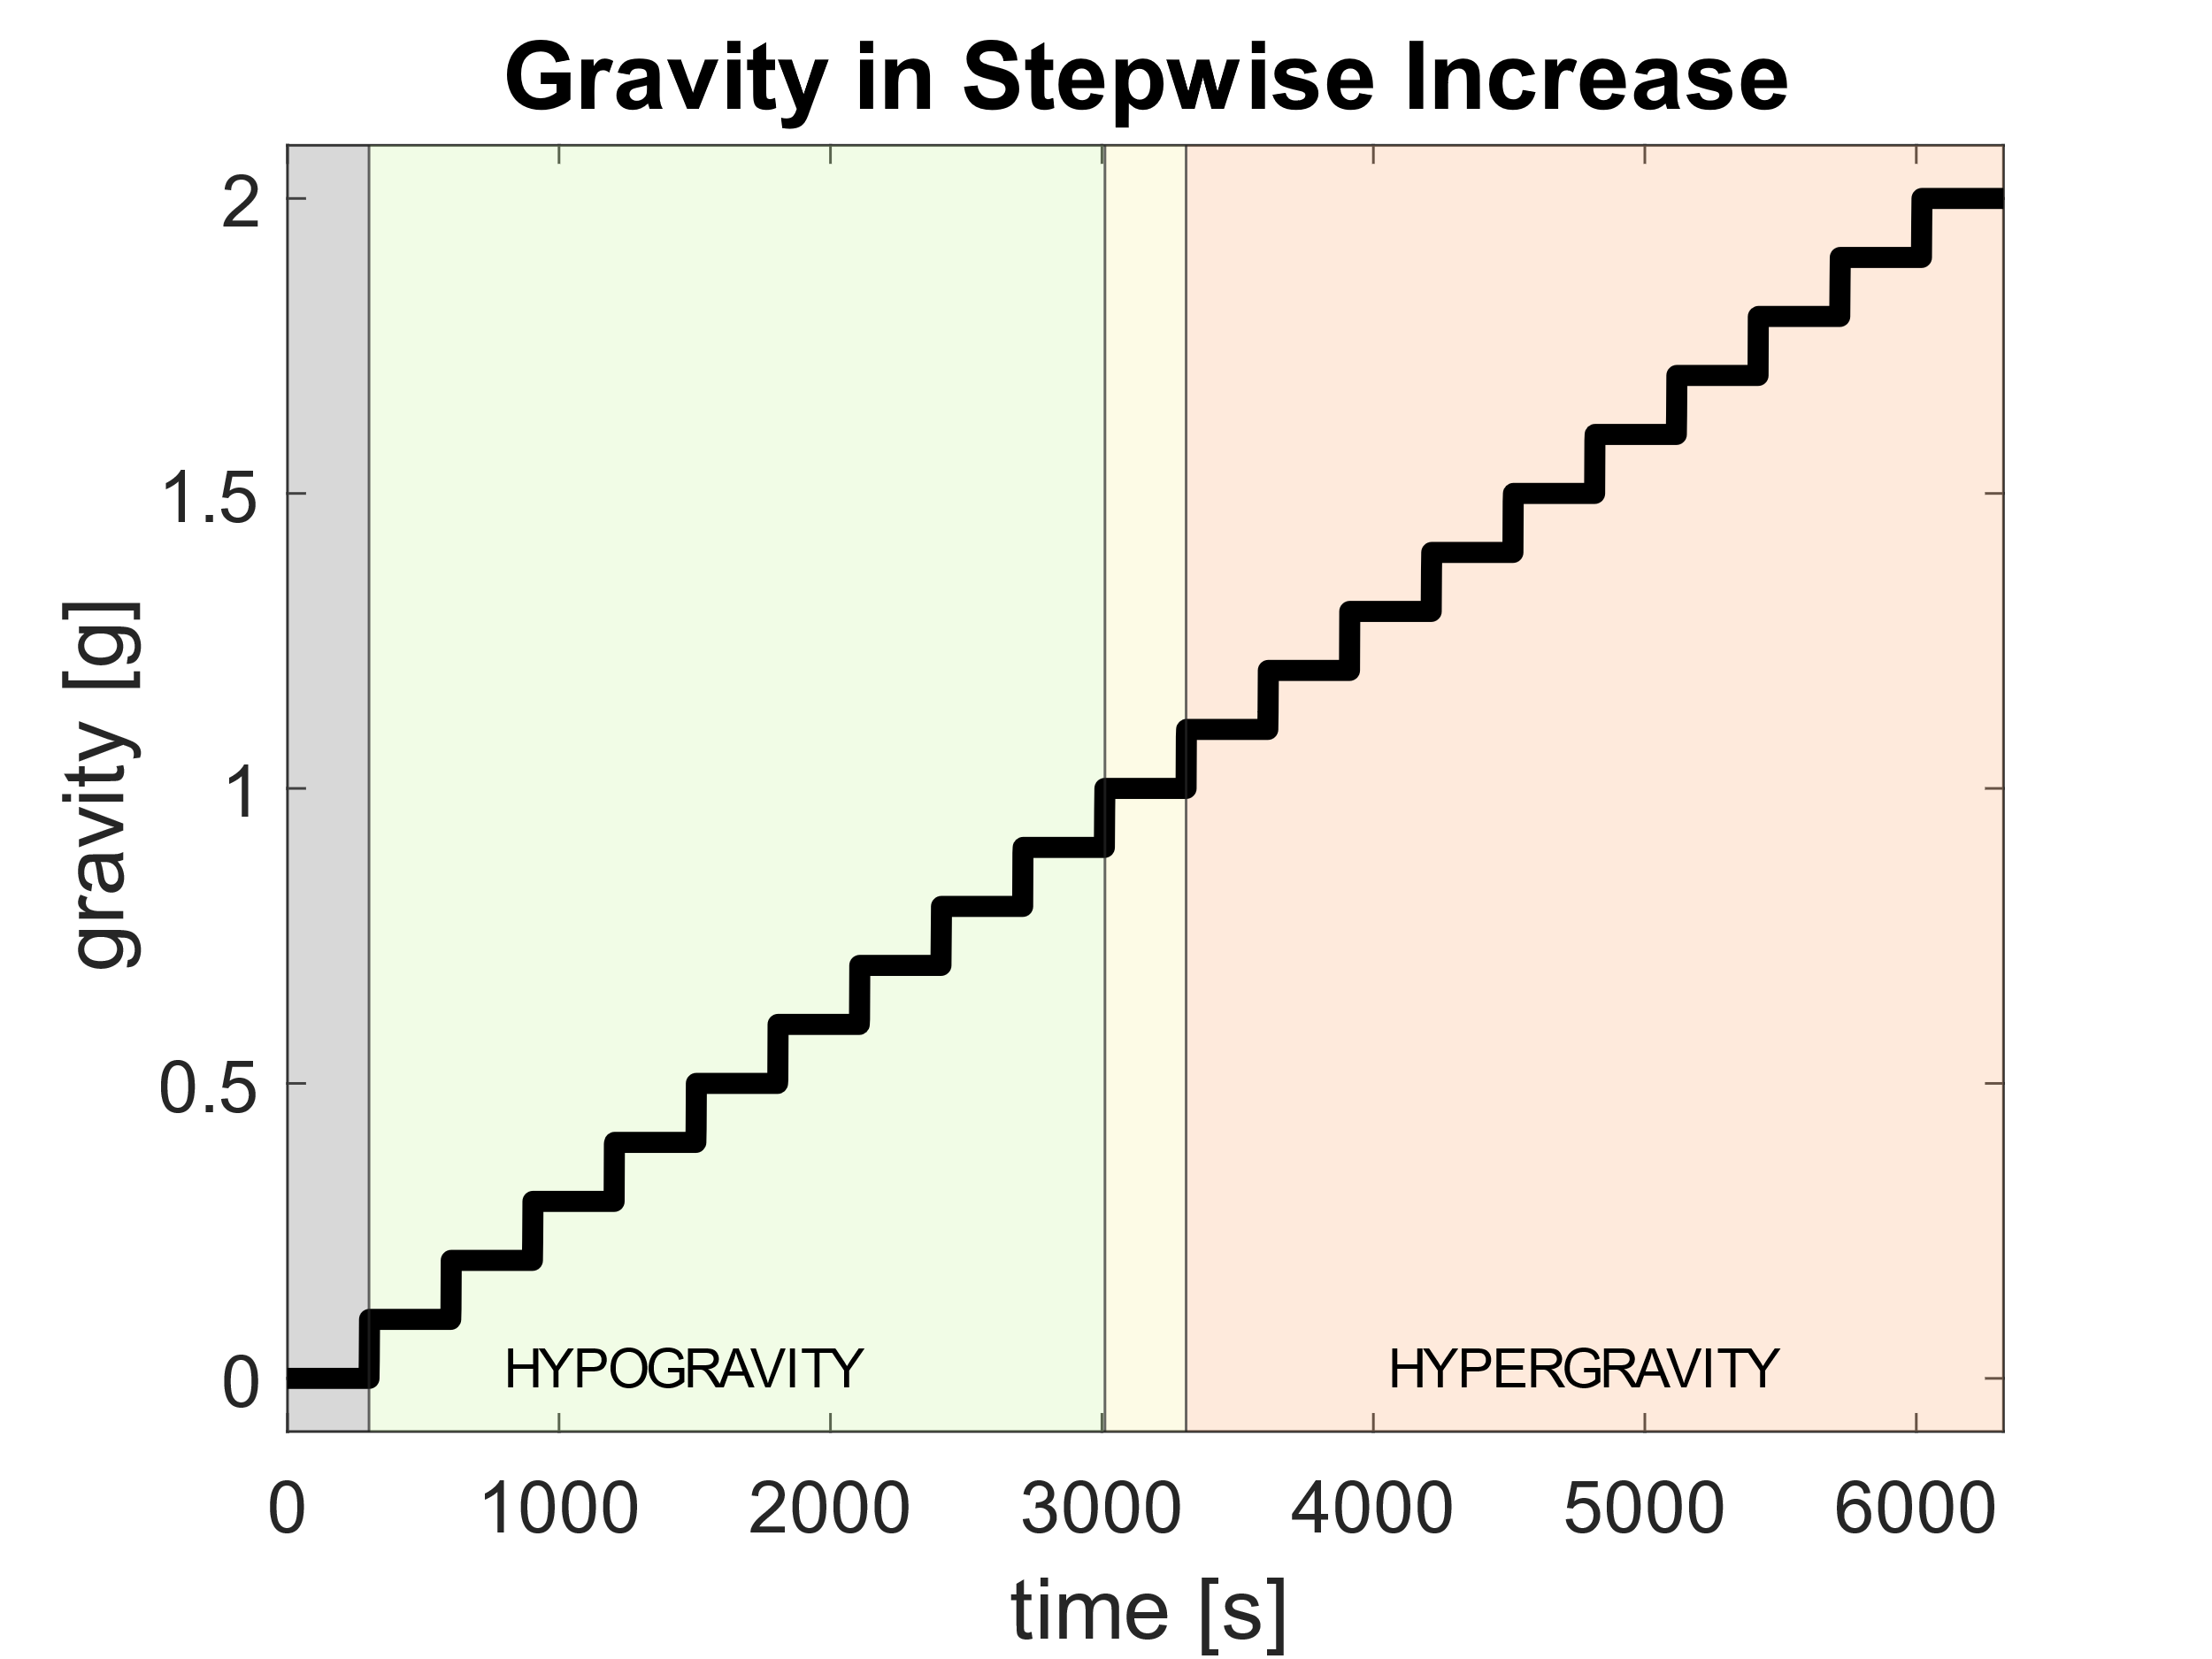 Gravity in Stepwise Increase
2
1.5
1
0.5
0
gravity [g]
HYPOGRAVITY
HYPERGRAVITY
0 1000 2000 3000 4000 5000 6000
time [s]